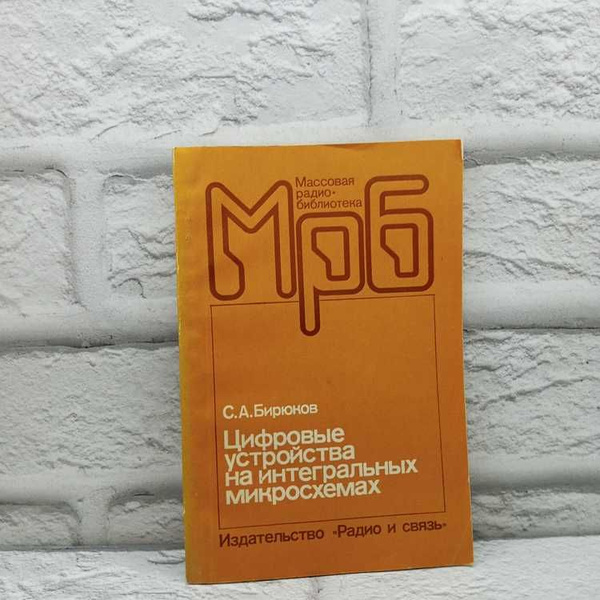 Массовая
радио-
библиотека
Мрб
С.А.Бирюков
Цифровые
устройства
на интегральных
микросхемах
Издательство «Радио и связь»